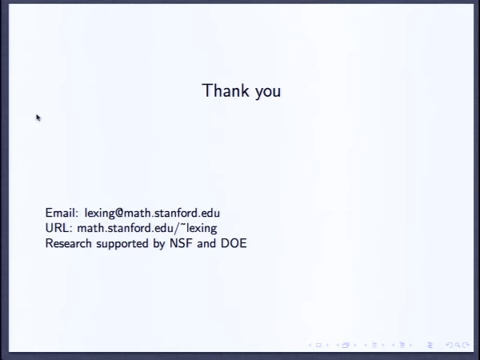 Thank you
Email: lexing@math.stanford.edu
URL: math.stanford.edu/~lexing
Research supported by NSF and DOE